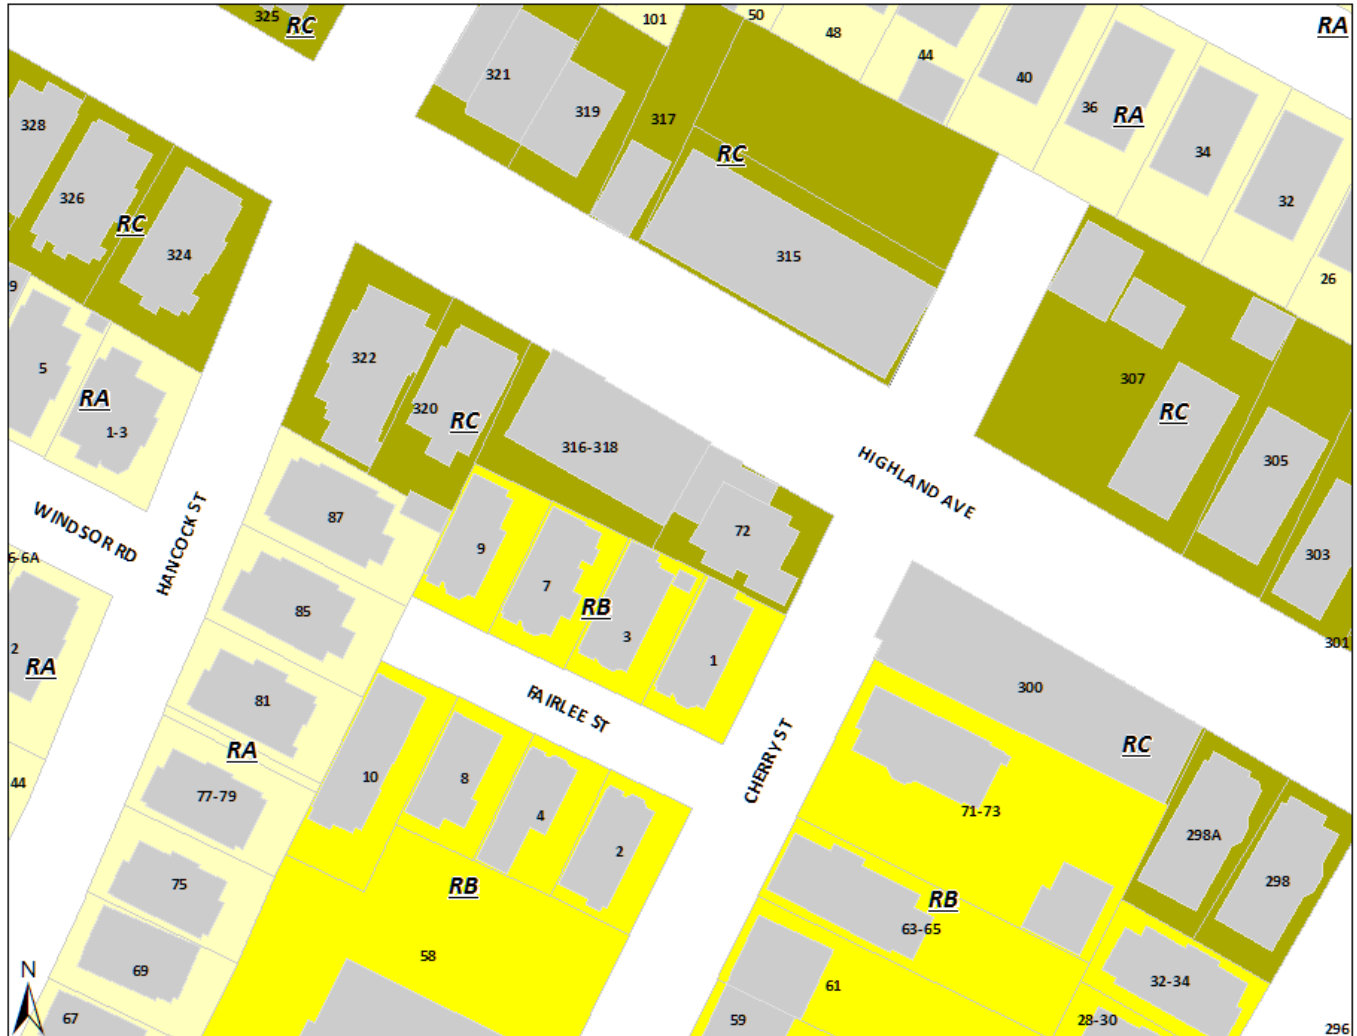 325
RC
101
50
48
44
40
36
RA
34
32
26
RA
328
326
RC
324
321
319
317
RC
315
9
5
RA
1-3
322
320
RC
316-318
72
307
RC
305
303
301
HIGHLAND AVE
WINDSOR RD
HANCOCK ST
6-6A
2
RA
44
87
85
81
RA
77-79
75
69
67
9
7
RB
3
1
FAIRLEE ST
CHERRY ST
10
8
4
2
RB
58
300
RC
71-73
298A
298
RB
63-65
61
59
32-34
28-30
296
N